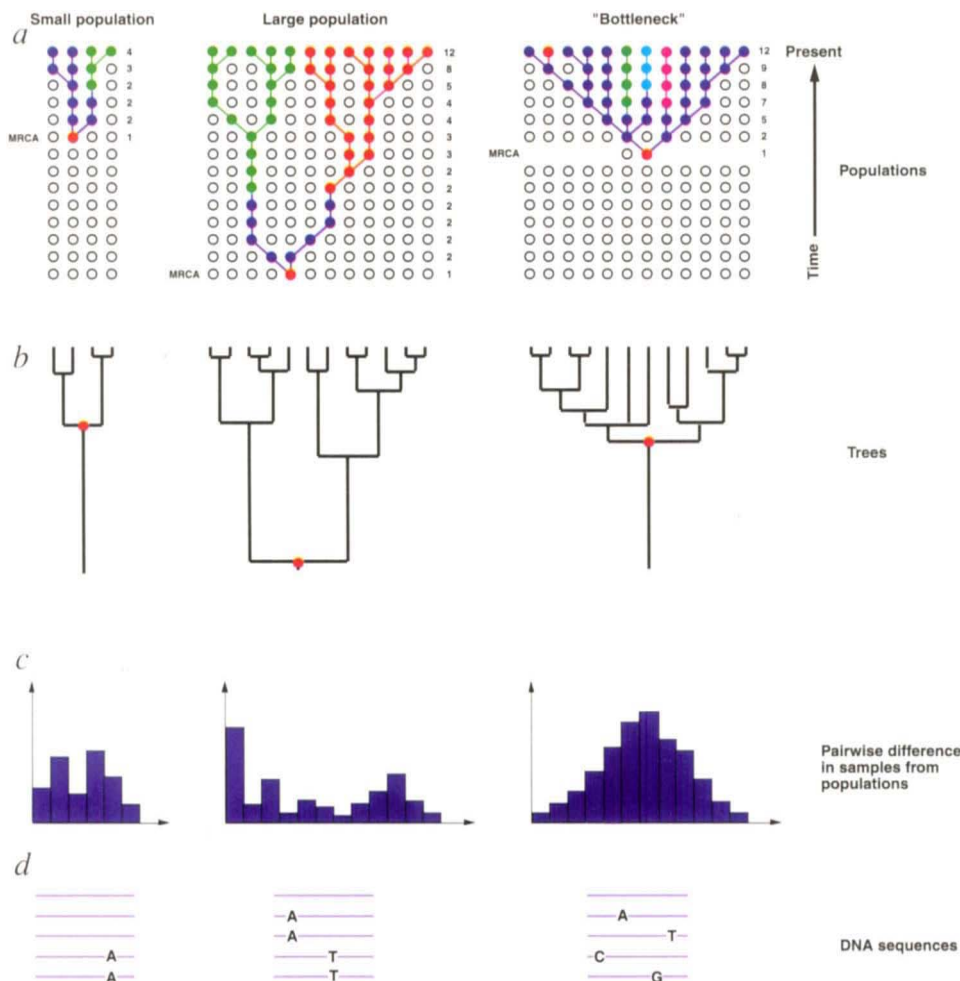 Small population
Large population
"Bottleneck"
a
4
3
2
2
2
1
MRCA
12
8
5
4
4
3
3
2
2
2
2
2
2
1
MRCA
12
9
8
7
5
2
1
MRCA
Present
Time
Populations
b
Trees
c
Pairwise difference
in samples from
populations
d
A
A
A
A
T
T
A
T
C
G
DNA sequences